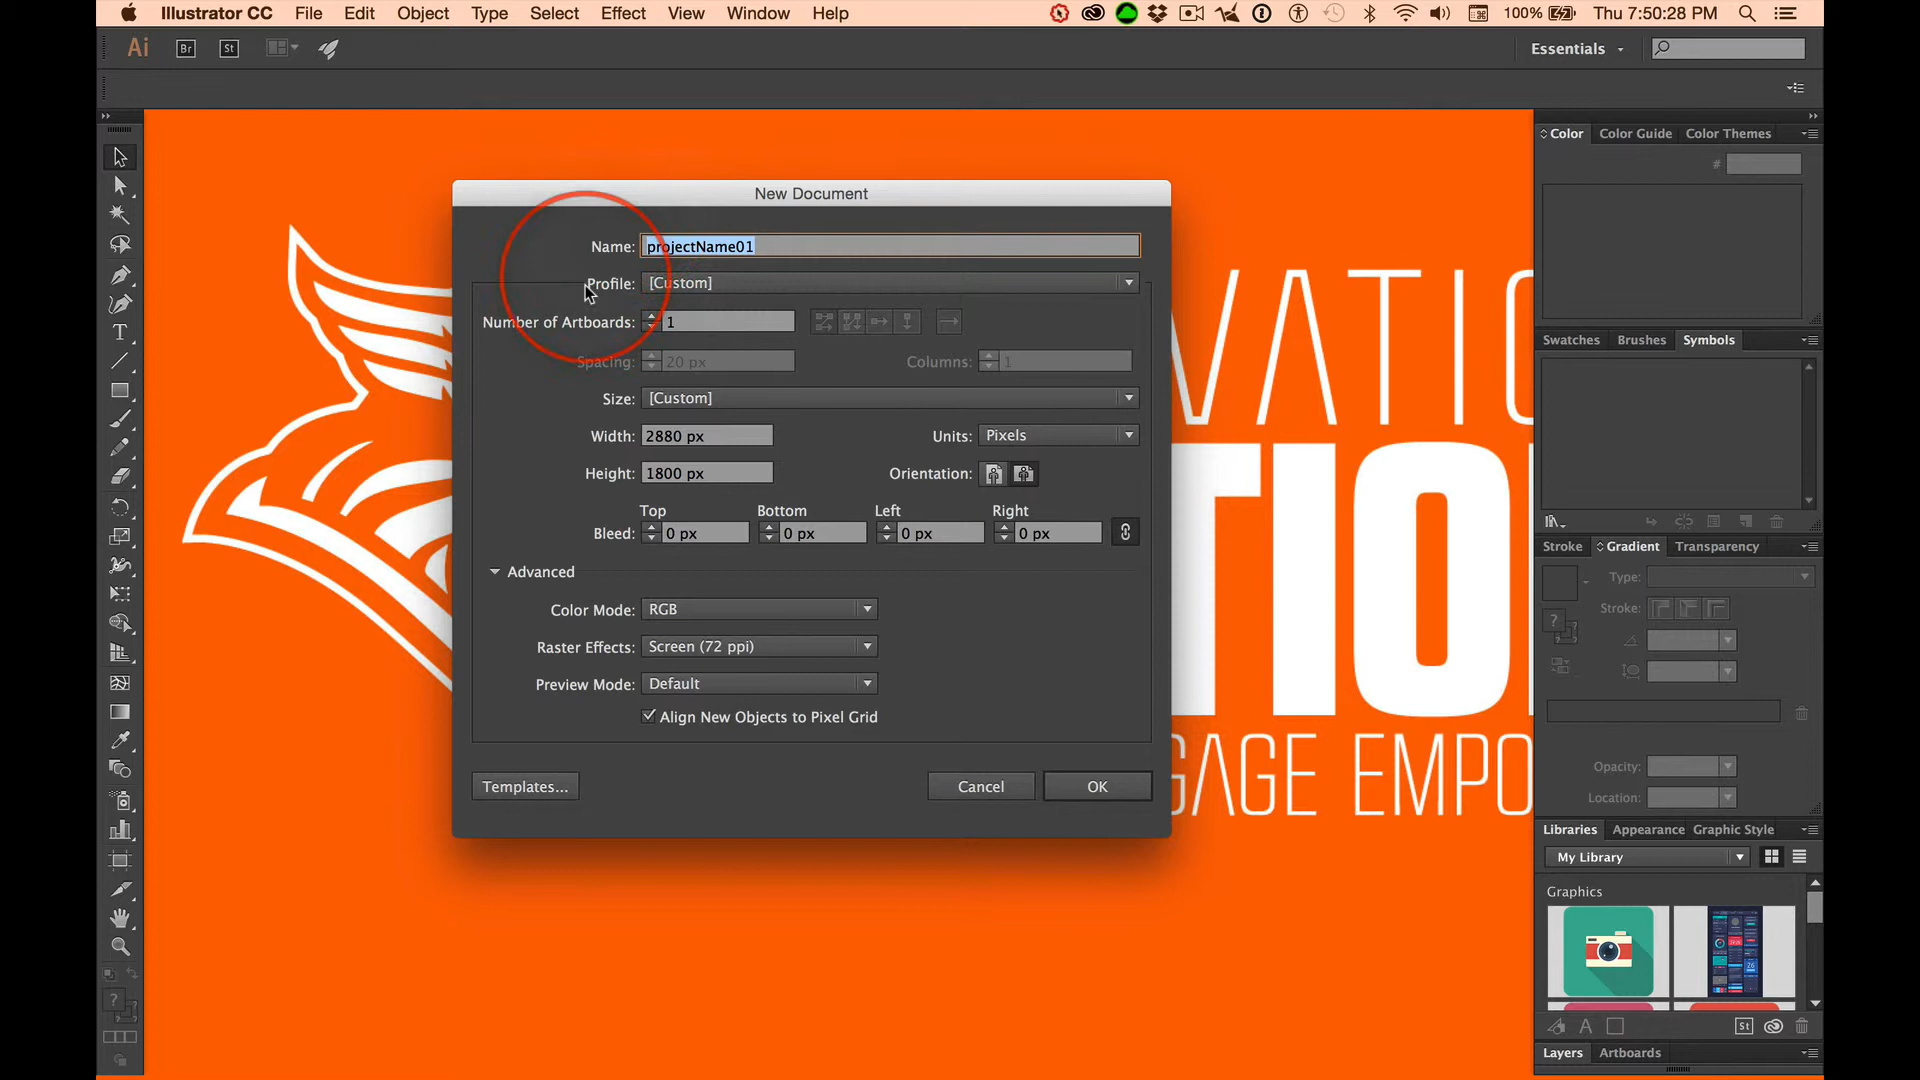 Illustrator CC File Edit Object Type Select Effect View Window Help 100% Thu 7:50:28 PM
Ai Br St Essentials
New Document
Name: projectName01
Profile: [Custom]
Number of Artboards: 1
Spacing: 20 px Columns: 1
Size: [Custom]
Width: 2880 px Units: Pixels
Height: 1800 px Orientation:
Top Bottom Left Right
Bleed: 0 px 0 px 0 px 0 px
Advanced
Color Mode: RGB
Raster Effects: Screen (72 ppi)
Preview Mode: Default
Align New Objects to Pixel Grid
Templates... Cancel OK
VATIO
TION
GAGE EMPO
Color Color Guide Color Themes
#
Swatches Brushes Symbols
Stroke Gradient Transparency
Type:
Stroke:
?
Opacity:
Location:
Libraries Appearance Graphic Style
My Library
Graphics
St
Layers Artboards
T
?